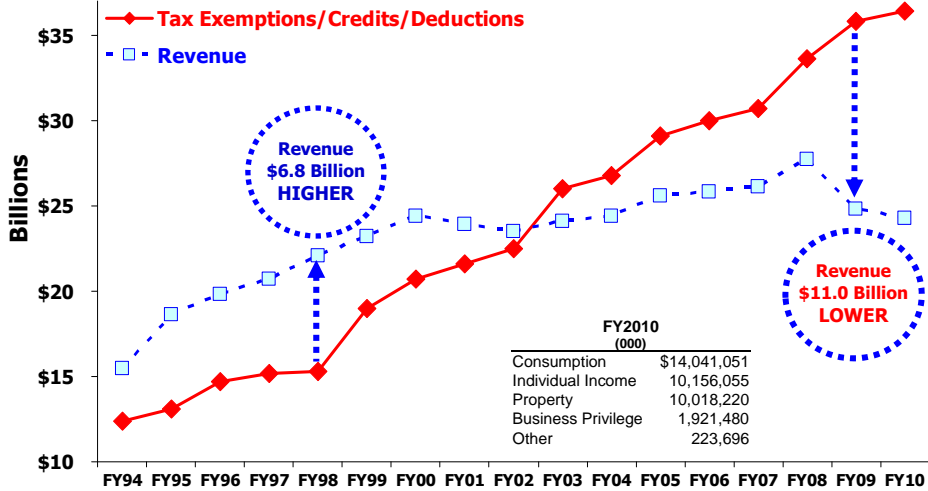 Tax Exemptions/Credits/Deductions
Revenue
Billions
$35
$30
$25
$20
$15
$10
Revenue
$6.8 Billion
HIGHER
Revenue
$11.0 Billion
LOWER
FY2010
(000)
Consumption $14,041,051
Individual Income 10,156,055
Property 10,018,220
Business Privilege 1,921,480
Other 223,696
FY94 FY95 FY96 FY97 FY98 FY99 FY00 FY01 FY02 FY03 FY04 FY05 FY06 FY07 FY08 FY09 FY10